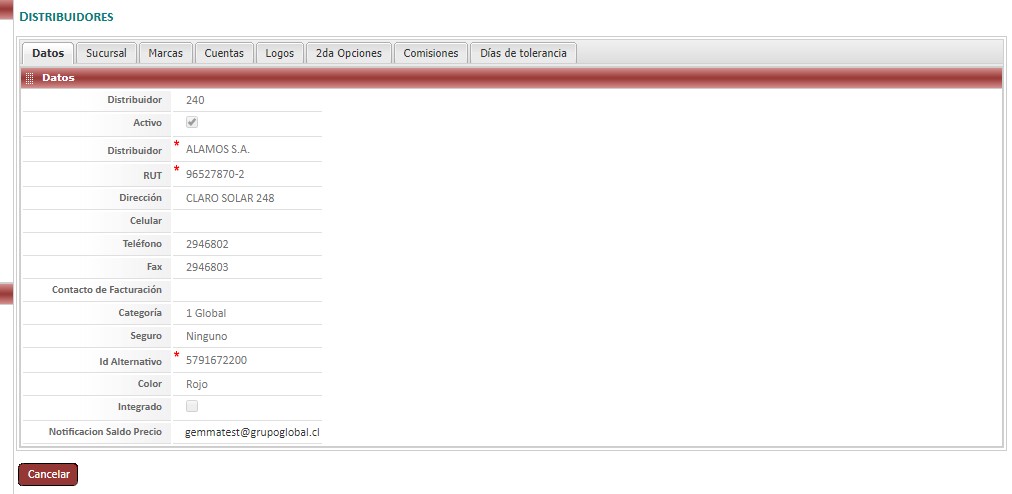 DISTRIBUIDORES
Datos Sucursal Marcas Cuentas Logos 2da Opciones Comisiones Días de tolerancia
Datos
Distribuidor 240
Activo
Distribuidor * ALAMOS S.A.
RUT * 96527870-2
Dirección CLARO SOLAR 248
Celular
Teléfono 2946802
Fax 2946803
Contacto de Facturación
Categoría 1 Global
Seguro Ninguno
Id Alternativo * 5791672200
Color Rojo
Integrado
Notificacion Saldo Precio gemmatest@grupoglobal.cl
Cancelar